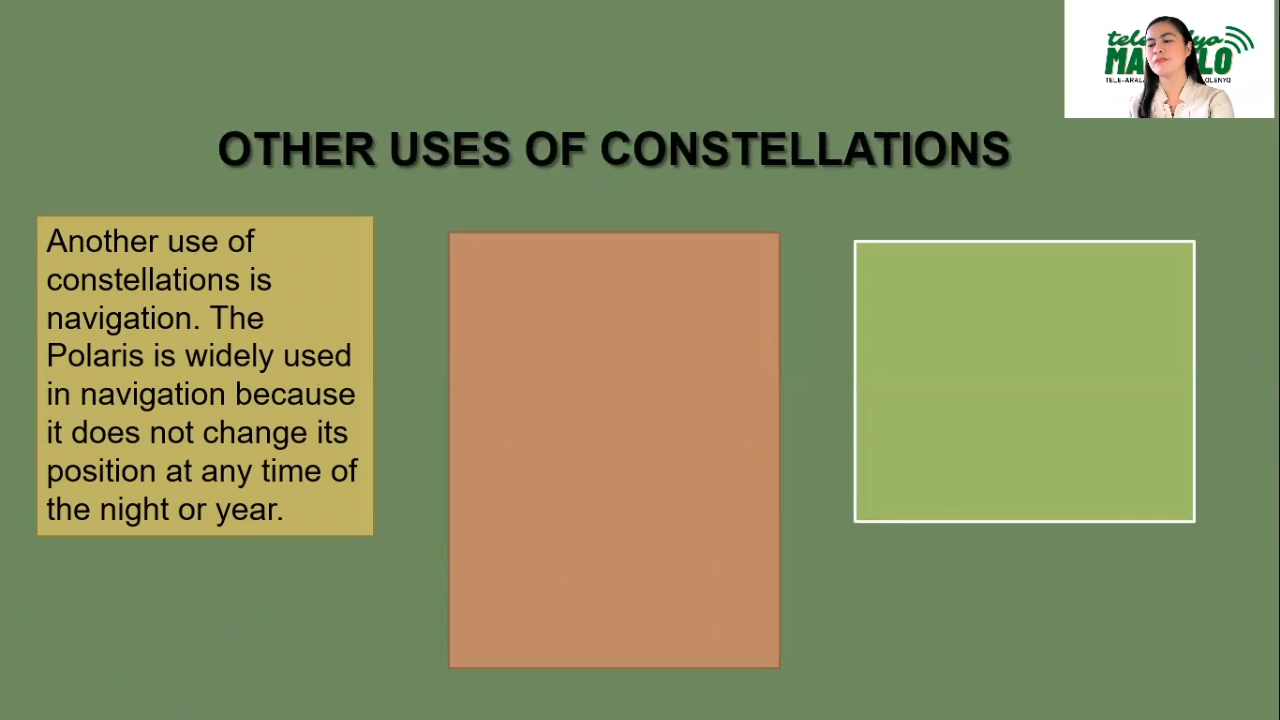 OTHER USES OF CONSTELLATIONS
Another use of
constellations is
navigation. The
Polaris is widely used
in navigation because
it does not change its
position at any time of
the night or year.